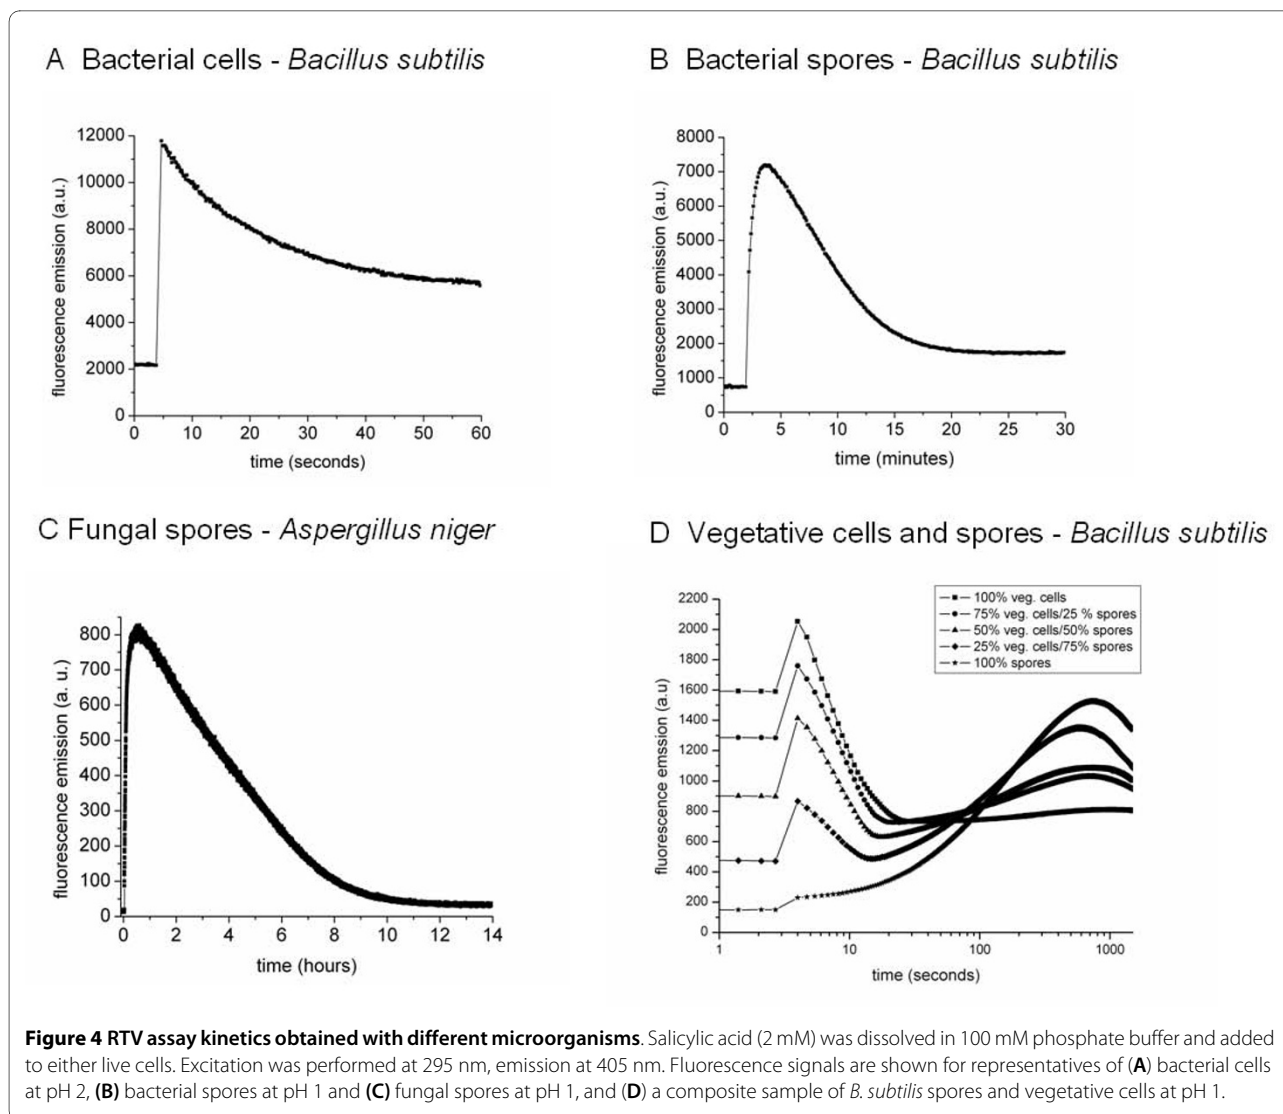 A Bacterial cells - Bacillus subtilis
12000
10000
8000
6000
4000
2000
0
fluorescence emission (a.u.)
0 10 20 30 40 50 60
time (seconds)
B Bacterial spores - Bacillus subtilis
8000
7000
6000
5000
4000
3000
2000
1000
0
fluorescence emission (a.u.)
0 5 10 15 20 25 30
time (minutes)
C Fungal spores - Aspergillus niger
800
700
600
500
400
300
200
100
0
fluorescence emission (a. u.)
0 2 4 6 8 10 12 14
time (hours)
D Vegetative cells and spores - Bacillus subtilis
100% veg. cells
75% veg. cells/25 % spores
50% veg. cells/50% spores
25% veg. cells/75% spores
100% spores
2200
2000
1800
1600
1400
1200
1000
800
600
400
200
0
fluorescence emission (a.u)
1 10 100 1000
time (seconds)
Figure 4 RTV assay kinetics obtained with different microorganisms. Salicylic acid (2 mM) was dissolved in 100 mM phosphate buffer and added
to either live cells. Excitation was performed at 295 nm, emission at 405 nm. Fluorescence signals are shown for representatives of (A) bacterial cells
at pH 2, (B) bacterial spores at pH 1 and (C) fungal spores at pH 1, and (D) a composite sample of B. subtilis spores and vegetative cells at pH 1.